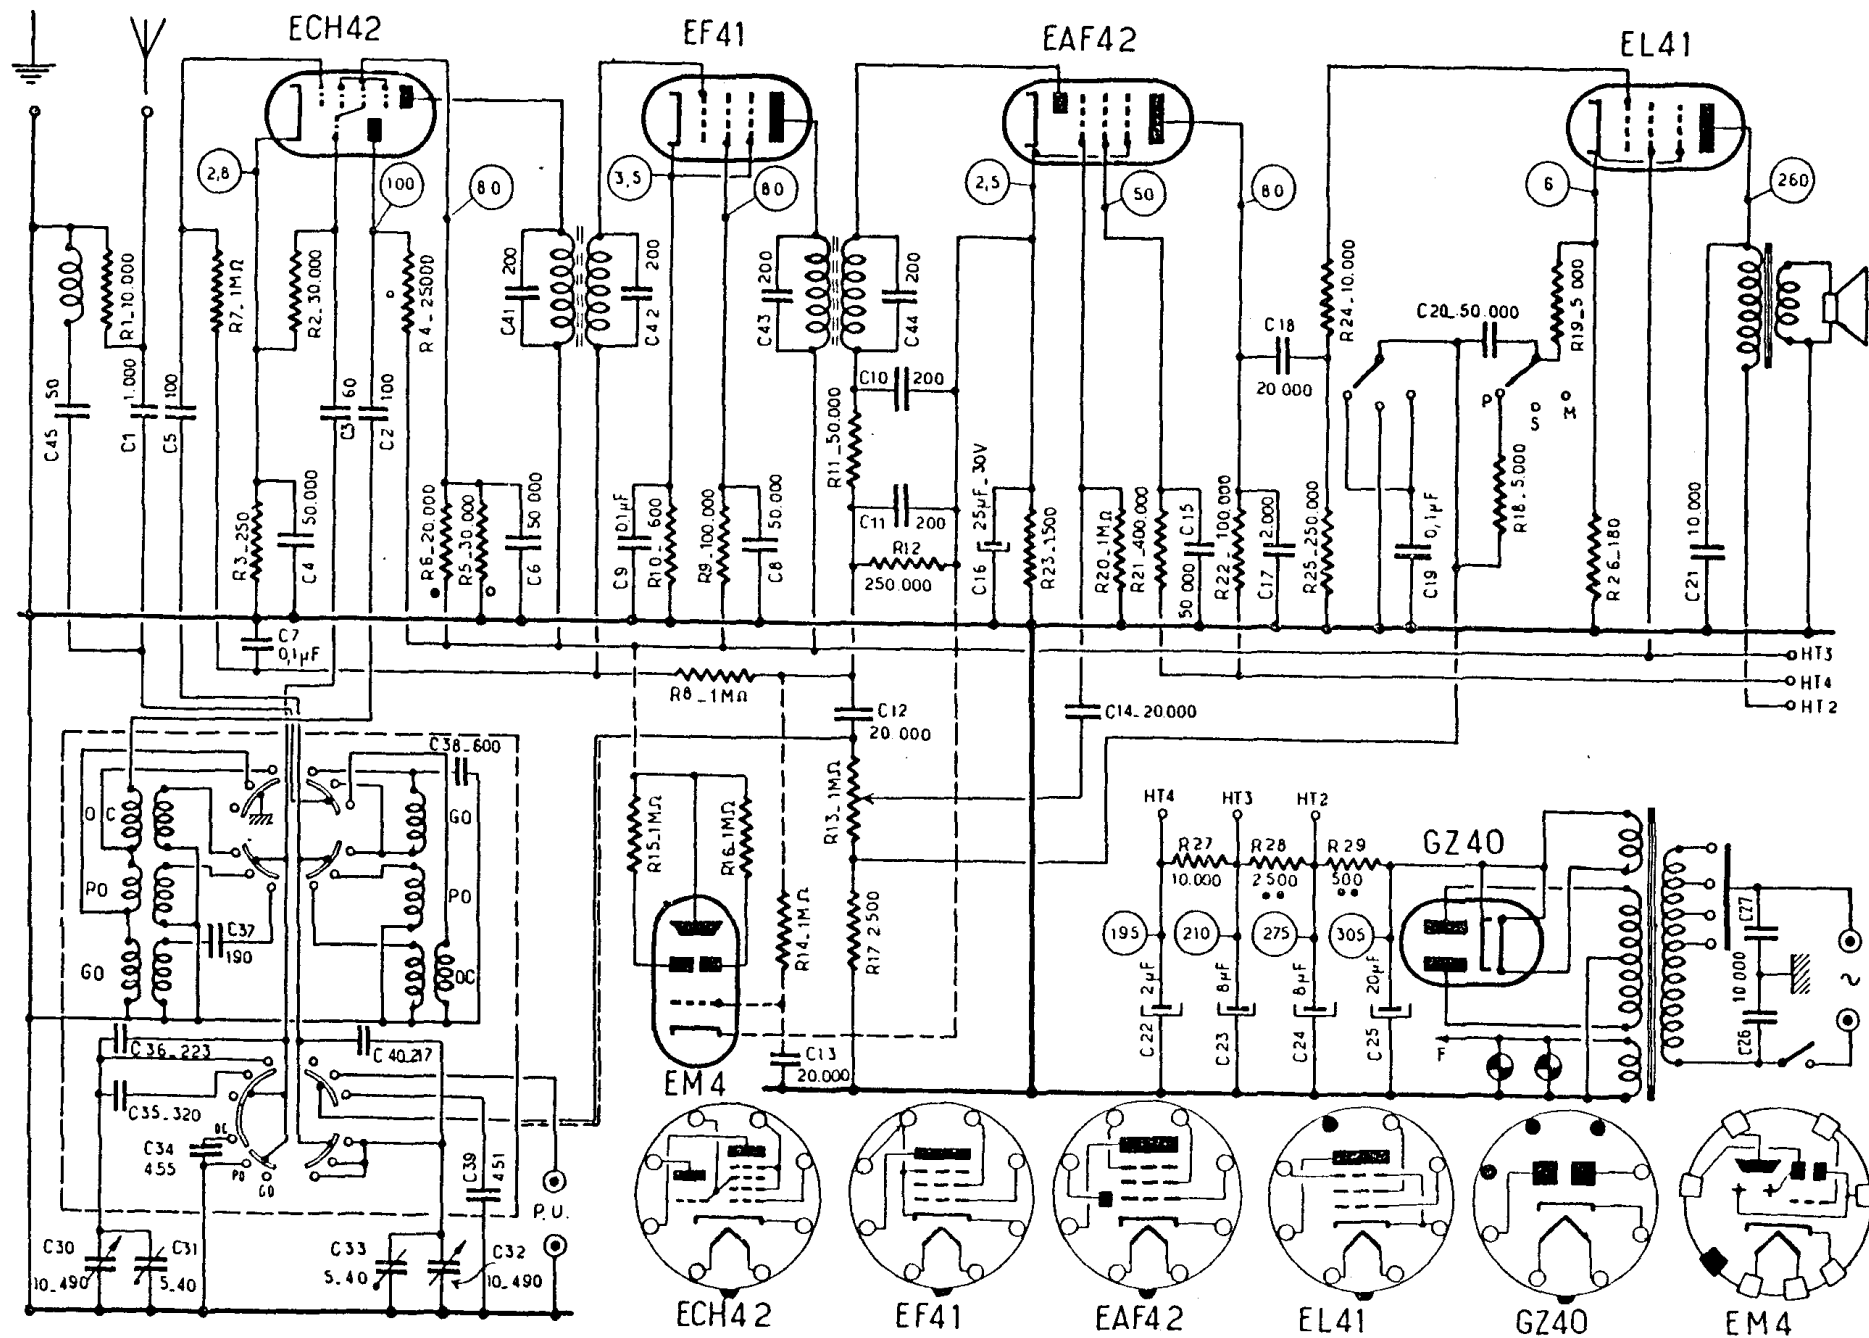 ECH42
EF41
EAF42
EL41
2,8
100
80
3,5
80
2,5
50
80
6
260
R1_10.000
R7_1MΩ
R2_30.000
R4_25000
C41
200
200
C42
C43
200
200
C44
R24_10.000
C20_50.000
R19_5 000
C18
20.000
P
S
M
C45
50
C1
1.000
C5
100
C3
60
C2
100
C10
200
R11_50.000
C11
200
R12
250.000
C16
25µF_30V
R3_250
C4
50.000
R6_20.000
R5_30.000
C6
50.000
C9
0,1µF
R10_600
R9_100.000
C8
50.000
R23_1500
R20_1MΩ
R21_400.000
50 000
C15
R22_100.000
C17
2.000
R25_250.000
R18_5.000
C19
0,1µF
R26_180
C21
10.000
C7
0,1µF
R8_1MΩ
HT3
HT4
HT2
C12
20.000
C14_20.000
C38_600
OC
GO
PO
PO
GO
OC
C37
190
R15_1MΩ
R16_1MΩ
R13_1MΩ
R14_1MΩ
R17 2.500
HT4
HT3
HT2
R27
10.000
R28
2500
R29
500
GZ40
195
210
275
305
C22
2µF
C23
8µF
C24
8µF
C25
20µF
F
C27
10 000
C26
~
C36_223
C40_217
C35_320
OC
C34
455
PO
GO
C39
451
C13
20.000
EM4
P.U.
C30
10_490
C31
5_40
C33
5_40
C32
10_490
ECH42
EF41
EAF42
EL41
GZ40
EM4